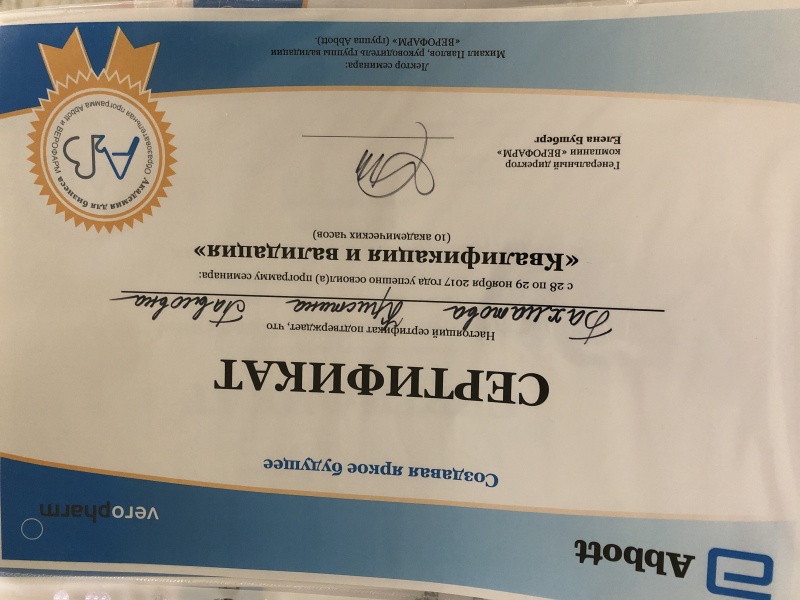 Abbott
veropharm
Создавая яркое будущее
СЕРТИФИКАТ
Настоящий сертификат подтверждает, что
Бахматова Кристина Павловна
с 28 по 29 ноября 2017 года успешно освоил(а) программу семинара:
«Квалификация и валидация»
(10 академических часов)
Генеральный директор
компании «ВЕРОФАРМ»
Елена Бушберг
Академия для бизнеса
Образовательная программа Abbott и ВЕРОФАРМ
АБ
Лектор семинара:
Михаил Павлов, руководитель группы валидации
«ВЕРОФАРМ» (группа Abbott).